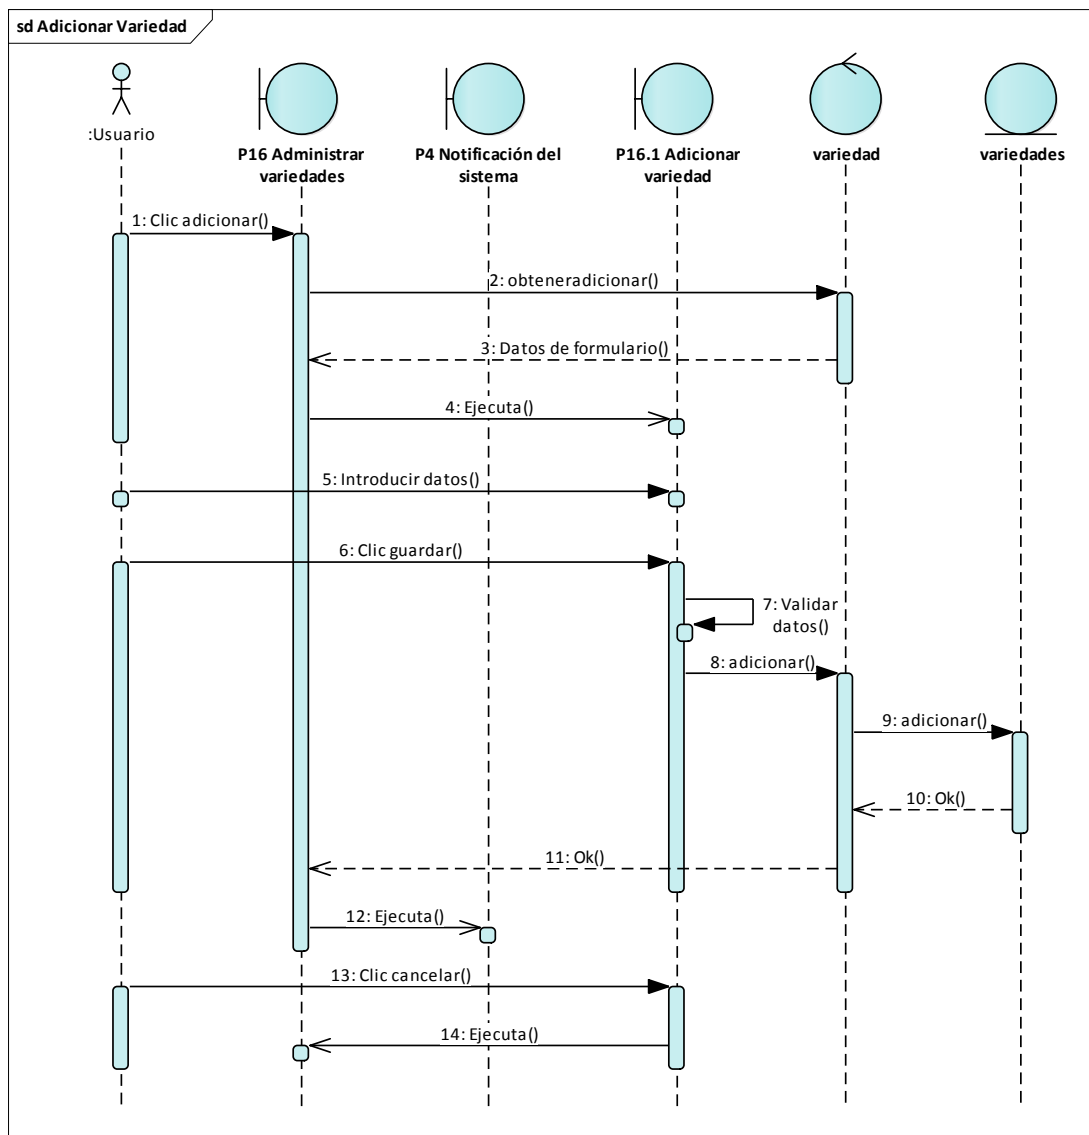 sd Adicionar Variedad
:Usuario
P16 Administrar
variedades
P4 Notificación del
sistema
P16.1 Adicionar
variedad
variedad
variedades
1: Clic adicionar()
2: obteneradicionar()
3: Datos de formulario()
4: Ejecuta()
5: Introducir datos()
6: Clic guardar()
7: Validar
datos()
8: adicionar()
9: adicionar()
10: Ok()
11: Ok()
12: Ejecuta()
13: Clic cancelar()
14: Ejecuta()